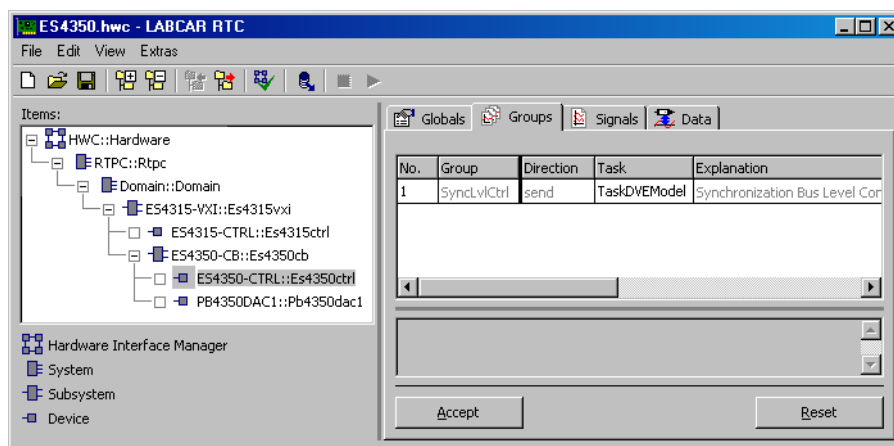 ES4350.hwc - LABCAR RTC
File Edit View Extras
Items:
HWC::Hardware
RTPC::Rtpc
Domain::Domain
ES4315-VXI::Es4315vxi
ES4315-CTRL::Es4315ctrl
ES4350-CB::Es4350cb
ES4350-CTRL::Es4350ctrl
PB4350DAC1::Pb4350dac1
Hardware Interface Manager
System
Subsystem
Device
Globals Groups Signals Data
No. Group Direction Task Explanation
1 SyncLvlCtrl send TaskDVEModel Synchronization Bus Level Con
Accept Reset